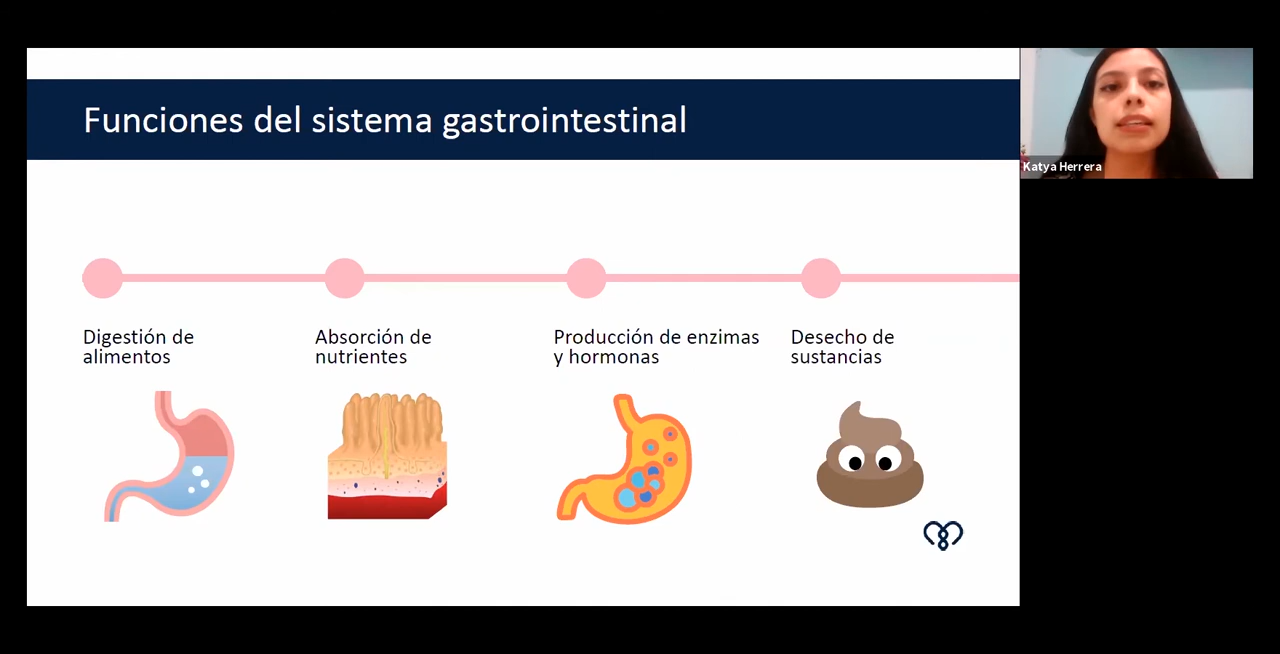 Funciones del sistema gastrointestinal
Katya Herrera
Digestión de
alimentos
Absorción de
nutrientes
Producción de enzimas
y hormonas
Desecho de
sustancias